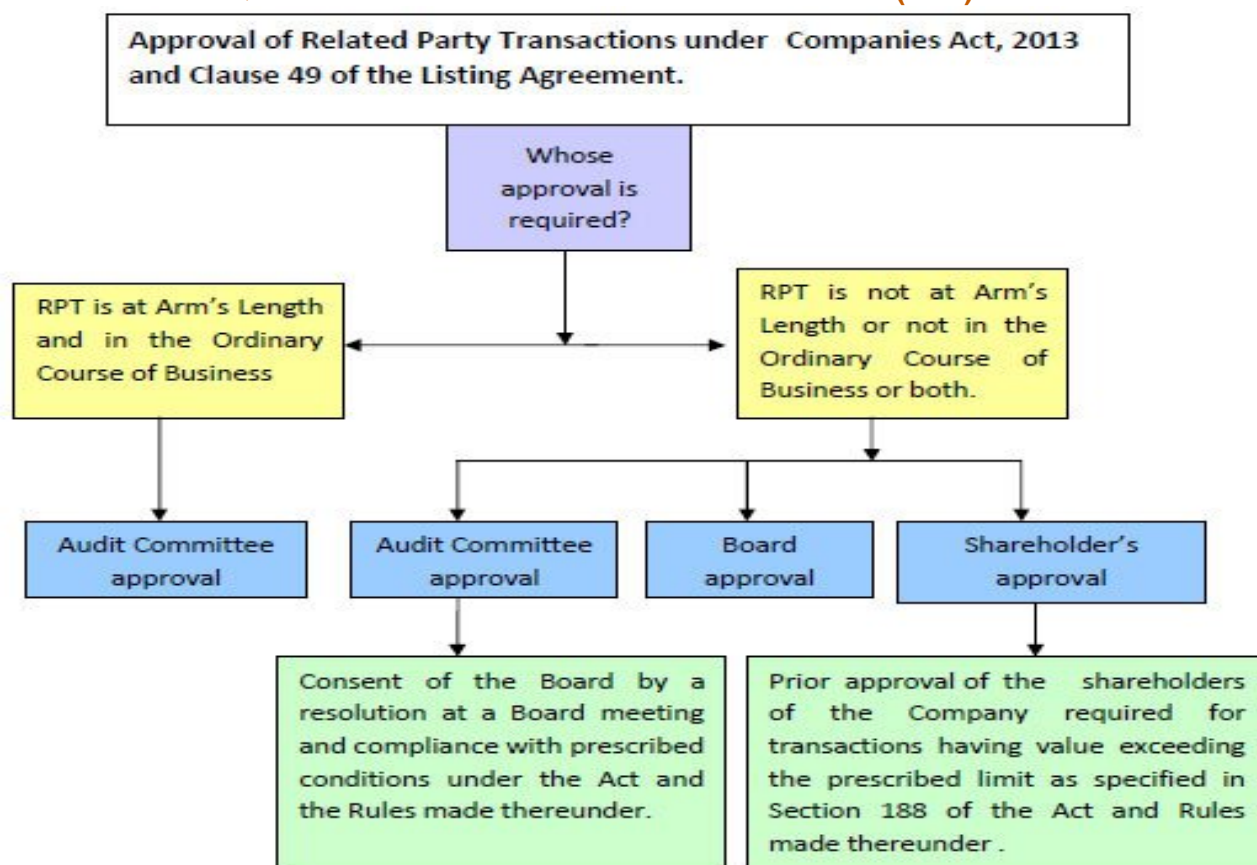 Approval of Related Party Transactions under Companies Act, 2013
and Clause 49 of the Listing Agreement.
Whose
approval is
required?
RPT is at Arm's Length
and in the Ordinary
Course of Business
RPT is not at Arm's
Length or not in the
Ordinary Course of
Business or both.
Audit Committee
approval
Audit Committee
approval
Board
approval
Shareholder's
approval
Consent of the Board by a
resolution at a Board meeting
and compliance with prescribed
conditions under the Act and
the Rules made thereunder.
Prior approval of the shareholders
of the Company required for
transactions having value exceeding
the prescribed limit as specified in
Section 188 of the Act and Rules
made thereunder .